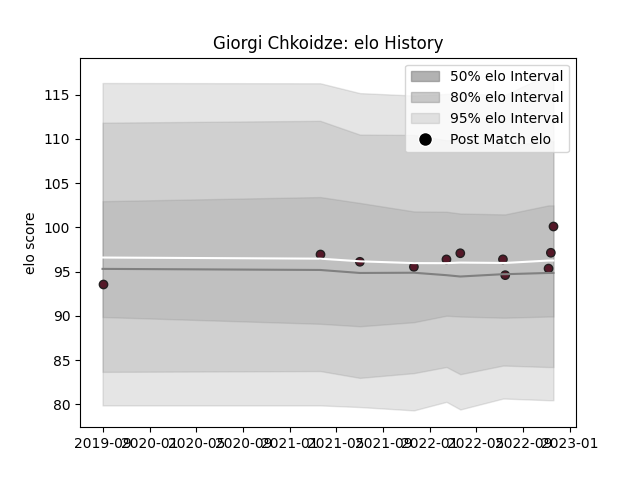 Giorgi Chkoidze: elo History
50% elo Interval
80% elo Interval
95% elo Interval
Post Match elo
elo score
115
110
105
100
95
90
85
80
2019-09 2020-01 2020-05 2020-09 2021-01 2021-05 2021-09 2022-01 2022-05 2022-09 2023-01